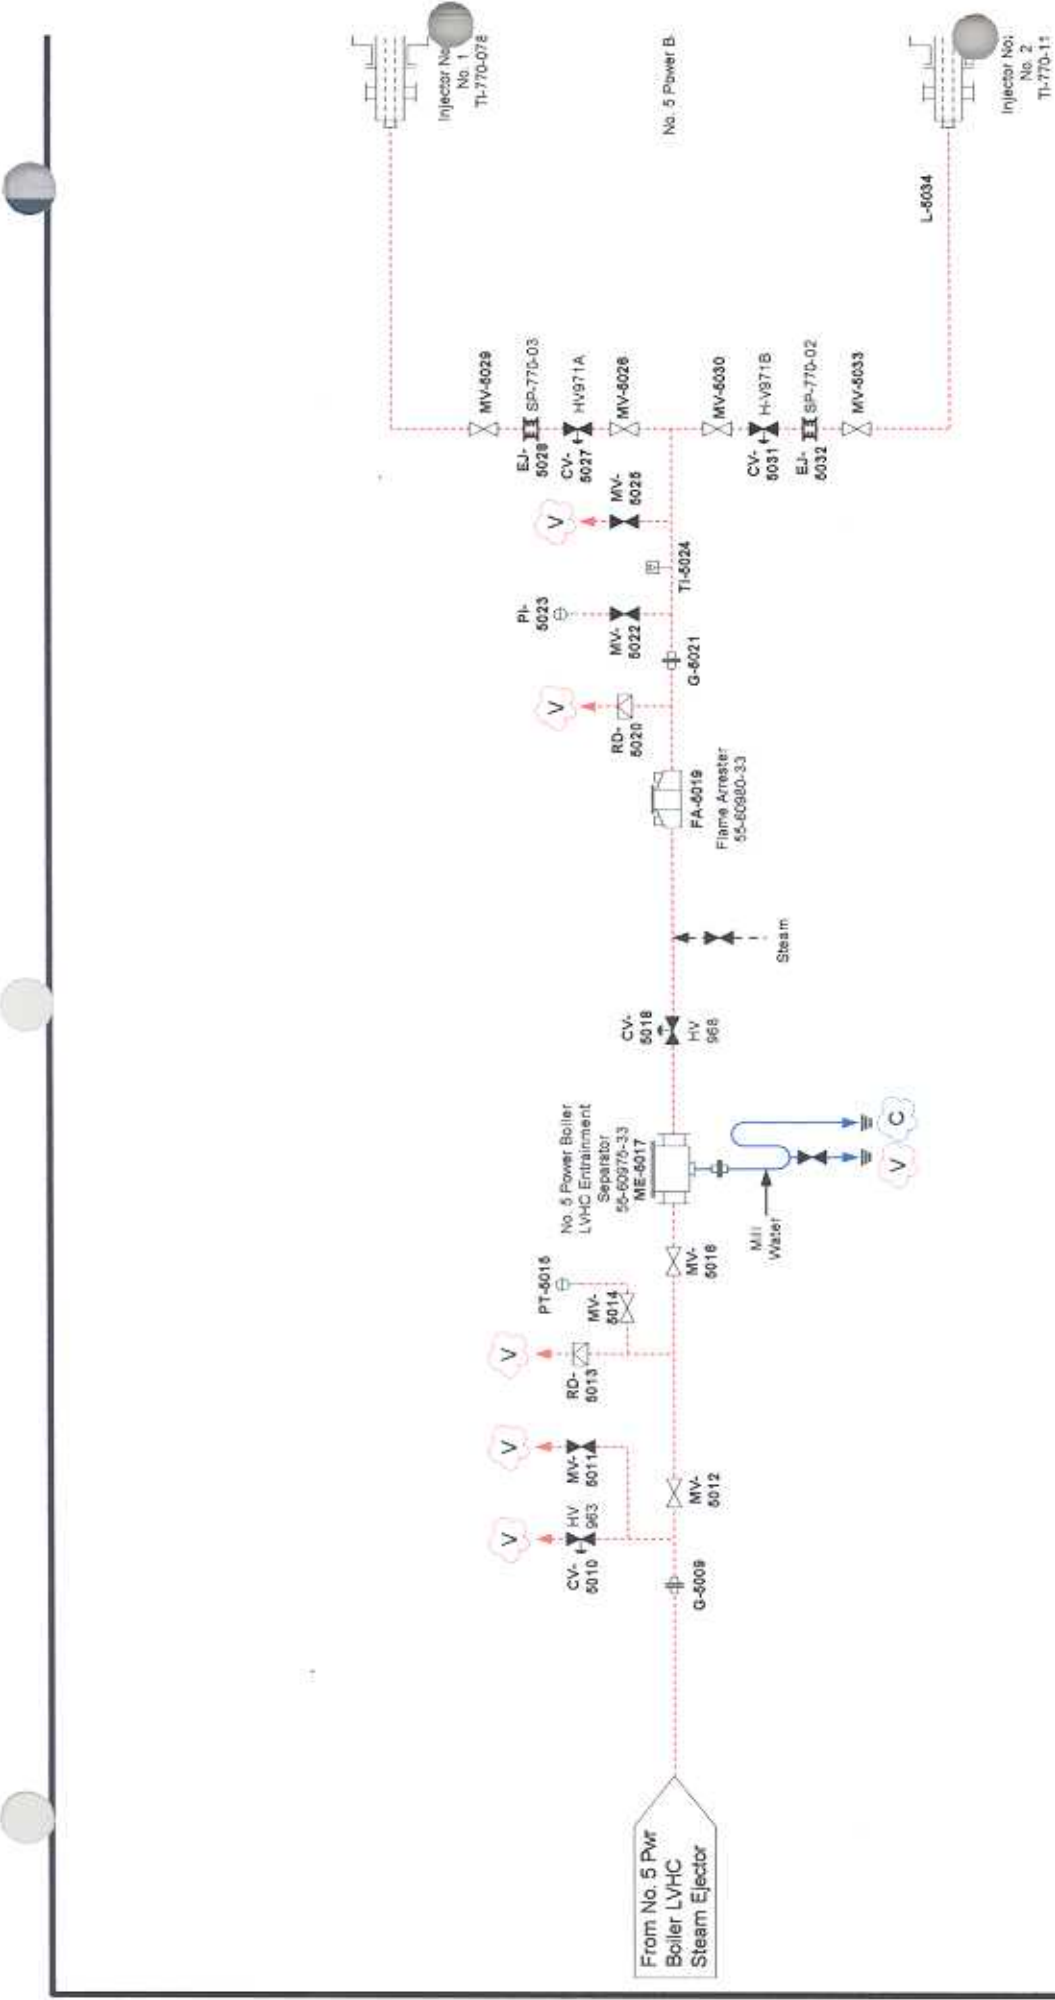 From No. 5 Pwr
Boiler LVHC
Steam Ejector
G-5009
CV-
5010
HV
963
V
MV-
5011
V
MV-
5012
RD-
5013
V
MV-
5014
PT-5015
MV-
5016
No. 5 Power Boiler
LVHC Entrainment
Separator
55-60975-33
ME-5017
Mill
Water
V
C
CV-
5018
HV
968
Steam
FA-5019
Flame Arrester
55-60980-33
RD-
5020
V
G-5021
MV-
5022
PI-
5023
TI-5024
MV-
5025
V
MV-5026
CV-
5027
HV971A
EJ-
5028
SP-770-03
MV-5029
MV-5030
CV-
5031
H-V971B
EJ-
5032
SP-770-02
MV-5033
L-5034
Injector No
No. 1
TI-770-078
No. 5 Power B
Injector No
No. 2
TI-770-11